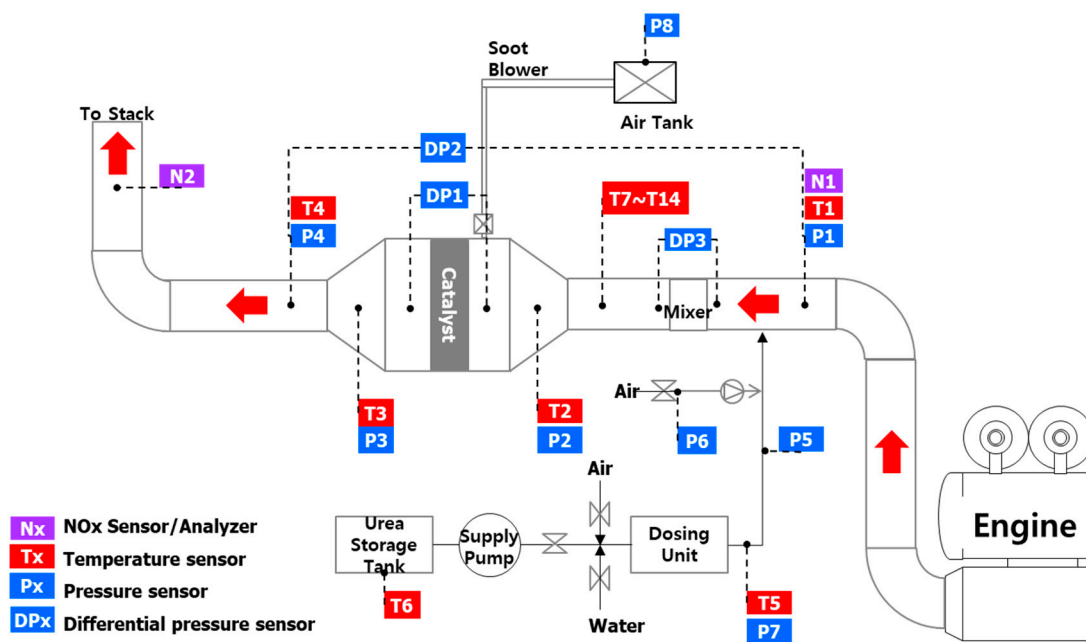 P8
Soot
Blower
Air Tank
To Stack
DP2
N2
N1
T4
DP1
T7~T14
T1
P4
DP3
P1
Catalyst
Mixer
Air
T3
T2
P3
P2
P6
P5
Air
Nx NOx Sensor/Analyzer
Tx Temperature sensor
Px Pressure sensor
DPx Differential pressure sensor
Urea
Storage
Tank
Supply
Pump
Dosing
Unit
Engine
T6
T5
Water
P7